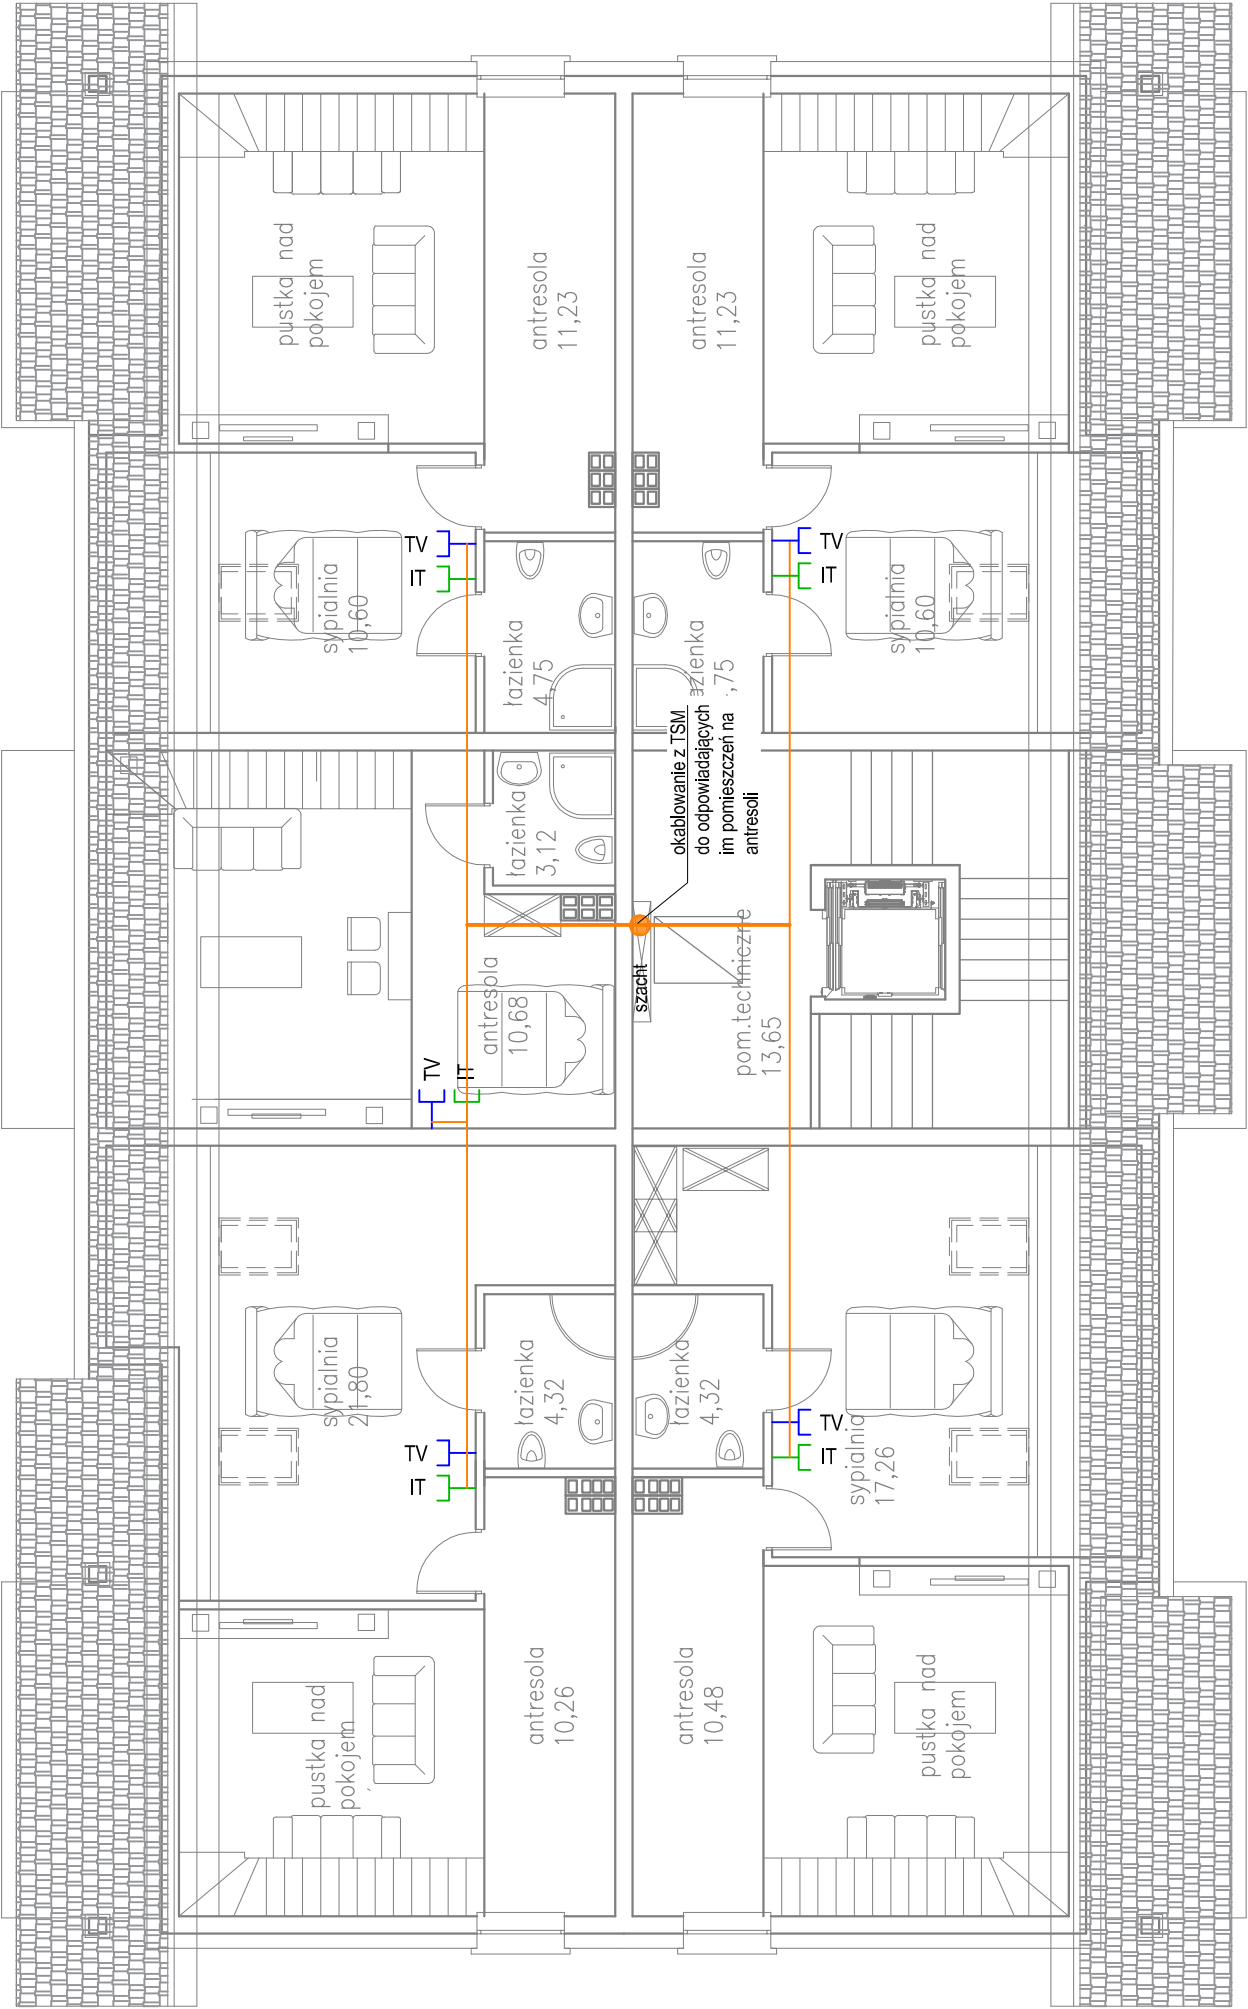 pustka nad
pokojem
antresola
11,23
antresola
11,23
pustka nad
pokojem
TV
IT
sypialnia
10,60
łazienka
4,75
azienka
,75
TV
IT
sypialnia
10,60
łazienka
3,12
okablowanie z TSM
do odpowiadających
im pomieszczeń na
antresoli
antresola
10,68
szacht
pom.techniczne
13,65
TV
IT
sypialnia
21,80
łazienka
4,32
łazienka
4,32
TV
IT
TV
IT
sypialnia
17,26
pustka nad
pokojem
antresola
10,26
antresola
10,48
pustka nad
pokojem